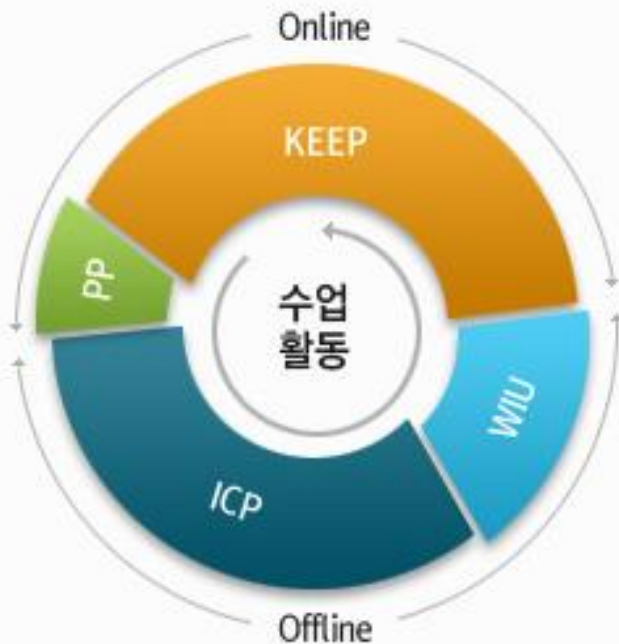 Online
KEEP
PP
수업
활동
WIU
ICP
Offline